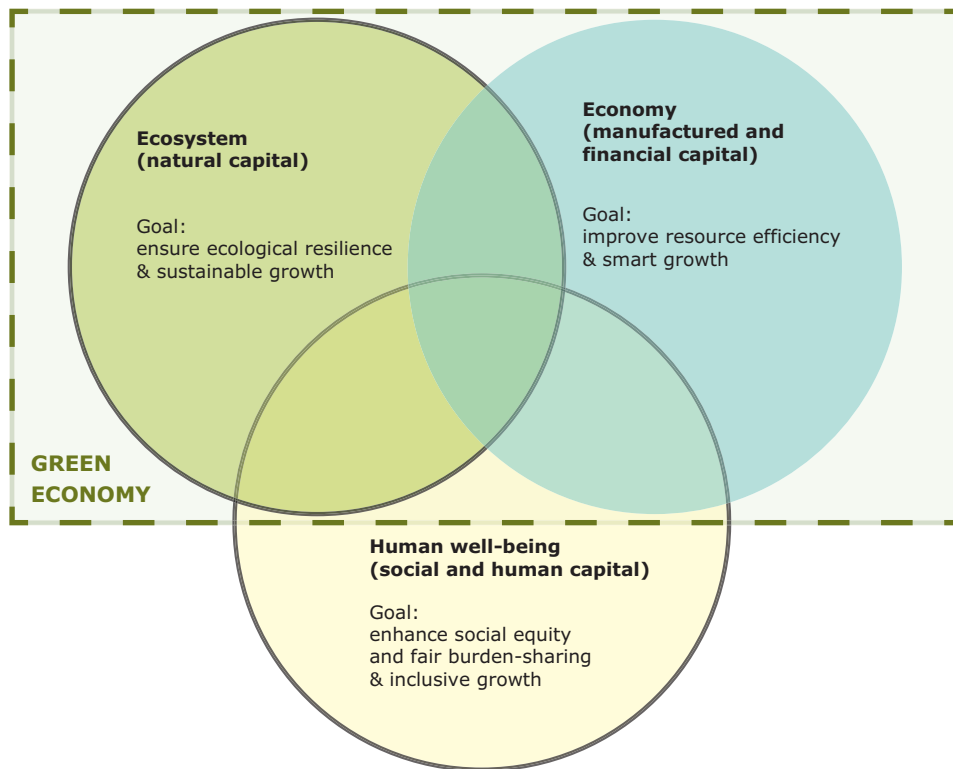 Ecosystem
(natural capital)
Goal:
ensure ecological resilience
& sustainable growth
Economy
(manufactured and
financial capital)
Goal:
improve resource efficiency
& smart growth
GREEN
ECONOMY
Human well-being
(social and human capital)
Goal:
enhance social equity
and fair burden-sharing
& inclusive growth